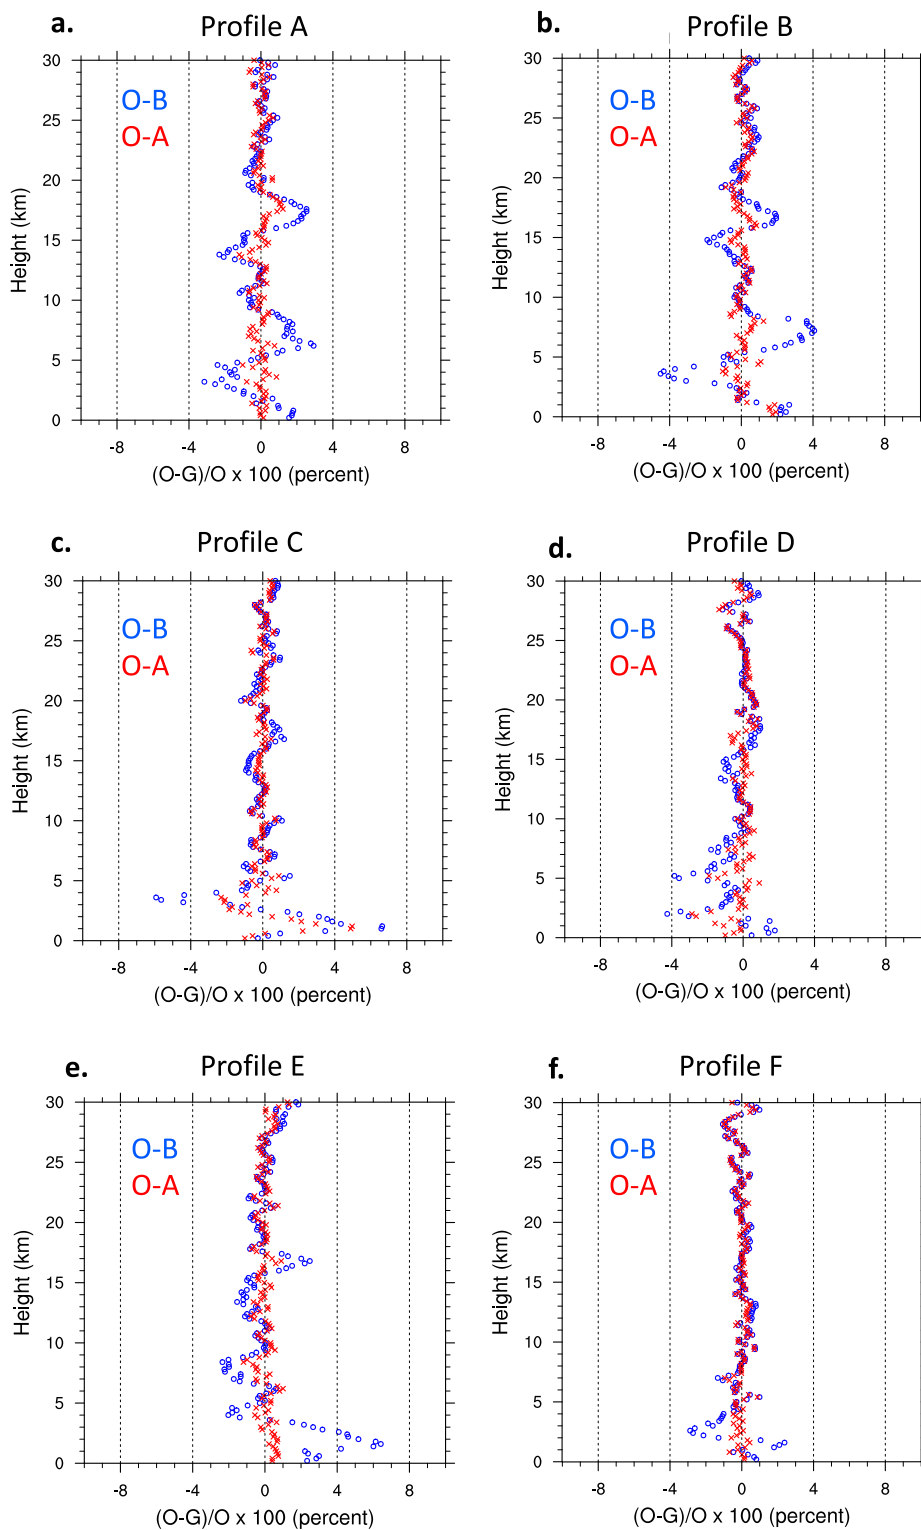 a. Profile A
30
25
20
15
10
5
0
Height (km)
O-B
O-A
-8 -4 0 4 8
(O-G)/O x 100 (percent)
b. Profile B
30
25
20
15
10
5
0
Height (km)
O-B
O-A
-8 -4 0 4 8
(O-G)/O x 100 (percent)
c. Profile C
30
25
20
15
10
5
0
Height (km)
O-B
O-A
-8 -4 0 4 8
(O-G)/O x 100 (percent)
d. Profile D
30
25
20
15
10
5
0
Height (km)
O-B
O-A
-8 -4 0 4 8
(O-G)/O x 100 (percent)
e. Profile E
30
25
20
15
10
5
0
Height (km)
O-B
O-A
-8 -4 0 4 8
(O-G)/O x 100 (percent)
f. Profile F
30
25
20
15
10
5
0
Height (km)
O-B
O-A
-8 -4 0 4 8
(O-G)/O x 100 (percent)